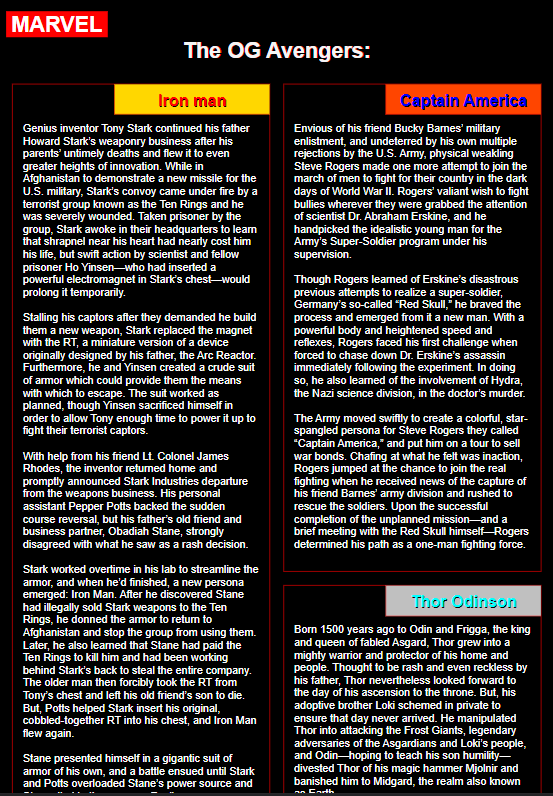 MARVEL
The OG Avengers:
Iron man
Genius inventor Tony Stark continued his father
Howard Stark's weaponry business after his
parents' untimely deaths and flew it to even
greater heights of innovation. While in
Afghanistan to demonstrate a new missile for the
U.S. military, Stark's convoy came under fire by a
terrorist group known as the Ten Rings and he
was severely wounded. Taken prisoner by the
group, Stark awoke in their headquarters to learn
that shrapnel near his heart had nearly cost him
his life, but swift action by scientist and fellow
prisoner Ho Yinsen—who had inserted a
powerful electromagnet in Stark's chest—would
prolong it temporarily.
Stalling his captors after they demanded he build
them a new weapon, Stark replaced the magnet
with the RT, a miniature version of a device
originally designed by his father, the Arc Reactor.
Furthermore, he and Yinsen created a crude suit
of armor which could provide them the means
with which to escape. The suit worked as
planned, though Yinsen sacrificed himself in
order to allow Tony enough time to power it up to
fight their terrorist captors.
With help from his friend Lt. Colonel James
Rhodes, the inventor returned home and
promptly announced Stark Industries departure
from the weapons business. His personal
assistant Pepper Potts backed the sudden
course reversal, but his father's old friend and
business partner, Obadiah Stane, strongly
disagreed with what he saw as a rash decision.
Stark worked overtime in his lab to streamline the
armor, and when he'd finished, a new persona
emerged: Iron Man. After he discovered Stane
had illegally sold Stark weapons to the Ten
Rings, he donned the armor to return to
Afghanistan and stop the group from using them.
Later, he also learned that Stane had paid the
Ten Rings to kill him and had been working
behind Stark's back to steal the entire company.
The older man then forcibly took the RT from
Tony's chest and left his old friend's son to die.
But, Potts helped Stark insert his original,
cobbled-together RT into his chest, and Iron Man
flew again.
Stane presented himself in a gigantic suit of
armor of his own, and a battle ensued until Stark
and Potts overloaded Stane's power source and
Captain America
Envious of his friend Bucky Barnes' military
enlistment, and undeterred by his own multiple
rejections by the U.S. Army, physical weakling
Steve Rogers made one more attempt to join the
march of men to fight for their country in the dark
days of World War II. Rogers' valiant wish to fight
bullies wherever they were grabbed the attention
of scientist Dr. Abraham Erskine, and he
handpicked the idealistic young man for the
Army's Super-Soldier program under his
supervision.
Though Rogers learned of Erskine's disastrous
previous attempts to realize a super-soldier,
Germany's so-called “Red Skull,” he braved the
process and emerged from it a new man. With a
powerful body and heightened speed and
reflexes, Rogers faced his first challenge when
forced to chase down Dr. Erskine's assassin
immediately following the experiment. In doing
so, he also learned of the involvement of Hydra,
the Nazi science division, in the doctor's murder.
The Army moved swiftly to create a colorful, star-
spangled persona for Steve Rogers they called
“Captain America,” and put him on a tour to sell
war bonds. Chafing at what he felt was inaction,
Rogers jumped at the chance to join the real
fighting when he received news of the capture of
his friend Barnes' army division and rushed to
rescue the soldiers. Upon the successful
completion of the unplanned mission—and a
brief meeting with the Red Skull himself—Rogers
determined his path as a one-man fighting force.
Thor Odinson
Born 1500 years ago to Odin and Frigga, the king
and queen of fabled Asgard, Thor grew into a
mighty warrior and protector of his home and
people. Thought to be rash and even reckless by
his father, Thor nevertheless looked forward to
the day of his ascension to the throne. But, his
adoptive brother Loki schemed in private to
ensure that day never arrived. He manipulated
Thor into attacking the Frost Giants, legendary
adversaries of the Asgardians and Loki's people,
and Odin—hoping to teach his son humility—
divested Thor of his magic hammer Mjolnir and
banished him to Midgard, the realm also known
as Earth